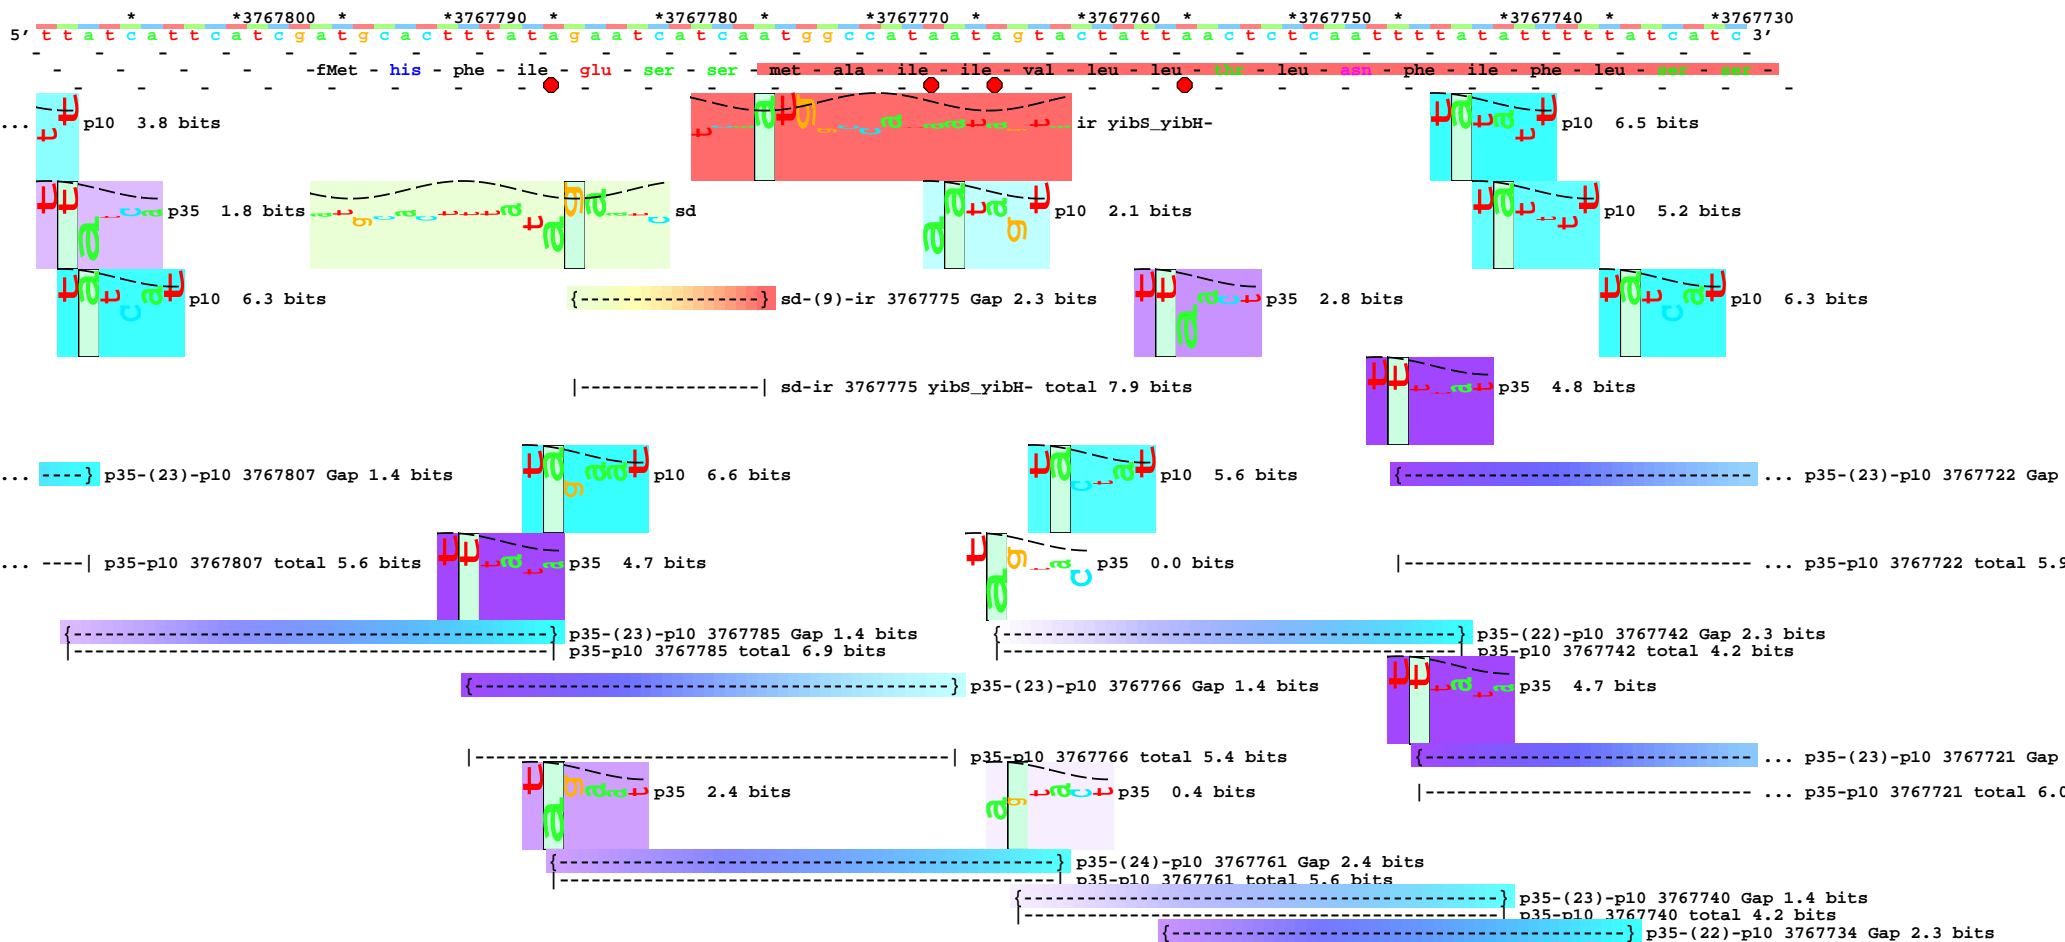 * *3767800 * *3767790 * *3767780 * *3767770 * *3767760 * *3767750 * *3767740 * *3767730
5' t t a t c a t t c a t c g a t g c a c t t t a t a g a a t c a t c a a t g g c c a t a a t a g t a c t a t t a a c t c t c a a t t t t a t a t t t t t a t c a t c 3'
-fMet - his - phe - ile - glu - ser - ser - met - ala - ile - ile - val - leu - leu - thr - leu - asn - phe - ile - phe - leu - ser - ser -
... p10 3.8 bits
ir yibS_yibH-
p10 6.5 bits
p35 1.8 bits
sd
p10 2.1 bits
p10 5.2 bits
p10 6.3 bits
{------------------} sd-(9)-ir 3767775 Gap 2.3 bits
p35 2.8 bits
p10 6.3 bits
|-----------------| sd-ir 3767775 yibS_yibH- total 7.9 bits
p35 4.8 bits
... ----} p35-(23)-p10 3767807 Gap 1.4 bits
p10 6.6 bits
p10 5.6 bits
{------------------------------- ... p35-(23)-p10 3767722 Gap
... ----| p35-p10 3767807 total 5.6 bits
p35 4.7 bits
p35 0.0 bits
|-------------------------------- ... p35-p10 3767722 total 5.9
{---------------------------------------------} p35-(23)-p10 3767785 Gap 1.4 bits
{-------------------------------------------} p35-(22)-p10 3767742 Gap 2.3 bits
|---------------------------------------------| p35-p10 3767785 total 6.9 bits
|-------------------------------------------| p35-p10 3767742 total 4.2 bits
{---------------------------------------------} p35-(23)-p10 3767766 Gap 1.4 bits
p35 4.7 bits
|---------------------------------------------| p35-p10 3767766 total 5.4 bits
{------------------------------- ... p35-(23)-p10 3767721 Gap
p35 2.4 bits
p35 0.4 bits
|------------------------------- ... p35-p10 3767721 total 6.0
{-----------------------------------------------} p35-(24)-p10 3767761 Gap 2.4 bits
|-----------------------------------------------| p35-p10 3767761 total 5.6 bits
{---------------------------------------------} p35-(23)-p10 3767740 Gap 1.4 bits
|---------------------------------------------| p35-p10 3767740 total 4.2 bits
{-------------------------------------------} p35-(22)-p10 3767734 Gap 2.3 bits